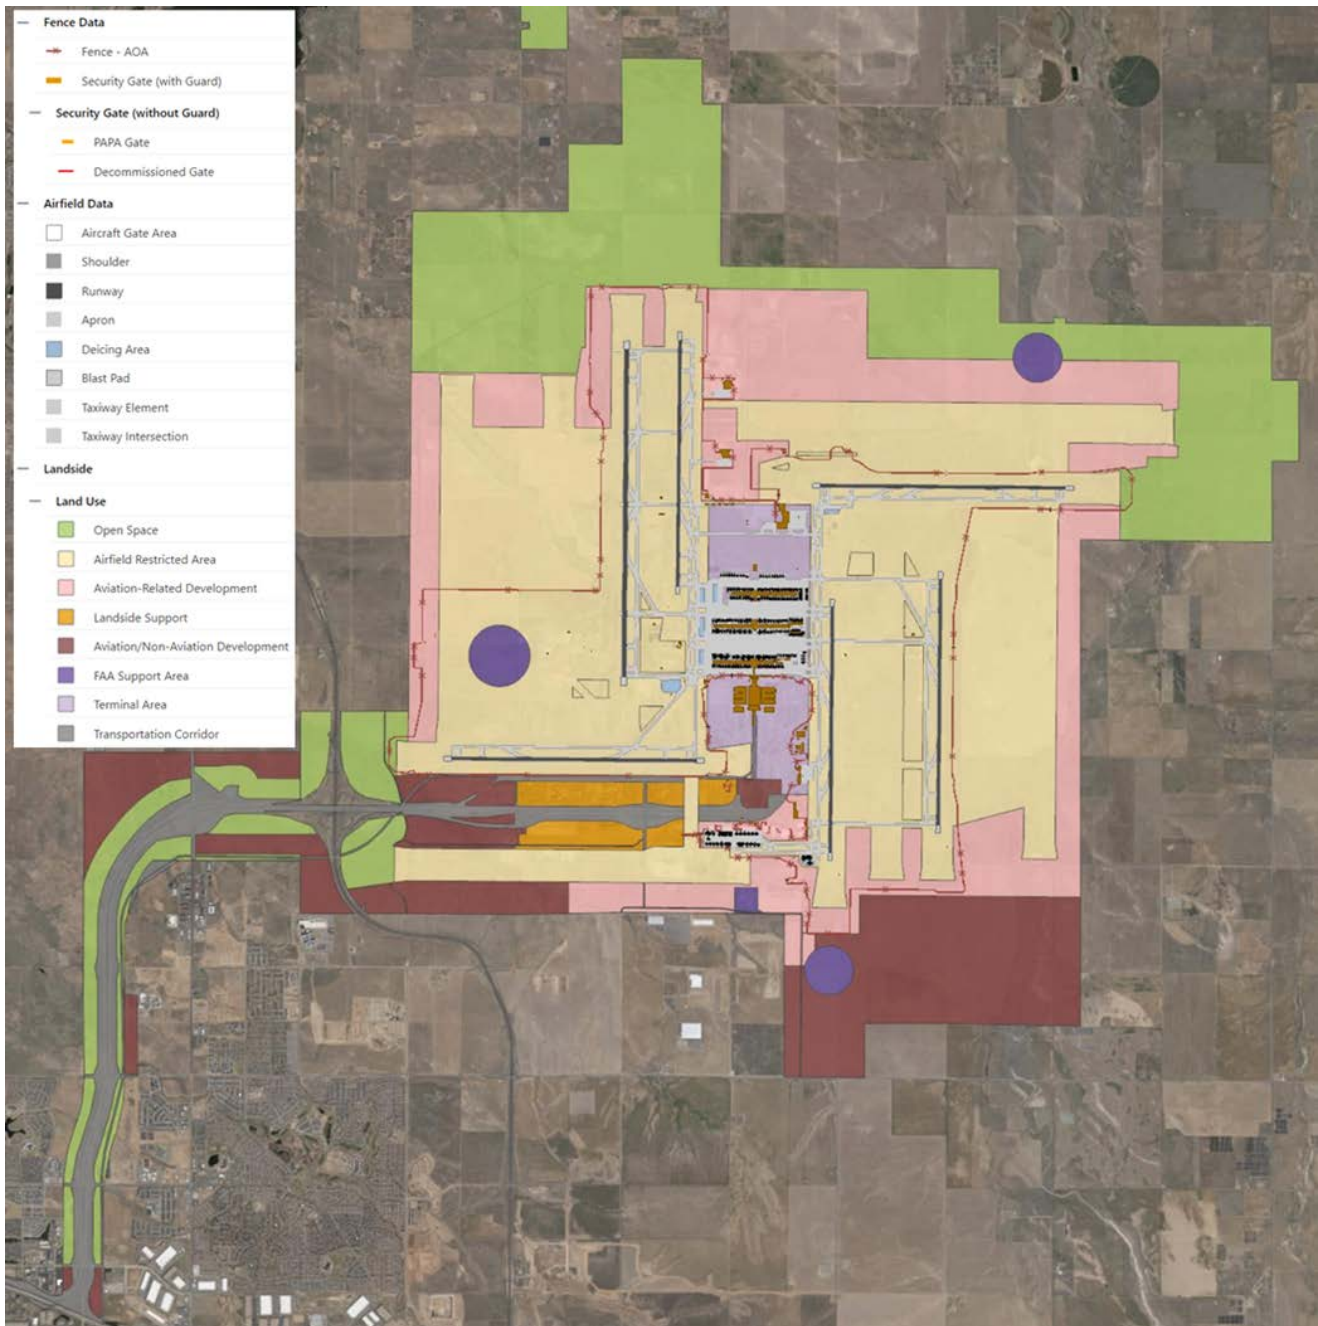 Fence Data
Fence - AOA
Security Gate (with Guard)
Security Gate (without Guard)
PAPA Gate
Decommissioned Gate
Airfield Data
Aircraft Gate Area
Shoulder
Runway
Apron
Deicing Area
Blast Pad
Taxiway Element
Taxiway Intersection
Landside
Land Use
Open Space
Airfield Restricted Area
Aviation-Related Development
Landside Support
Aviation/Non-Aviation Development
FAA Support Area
Terminal Area
Transportation Corridor